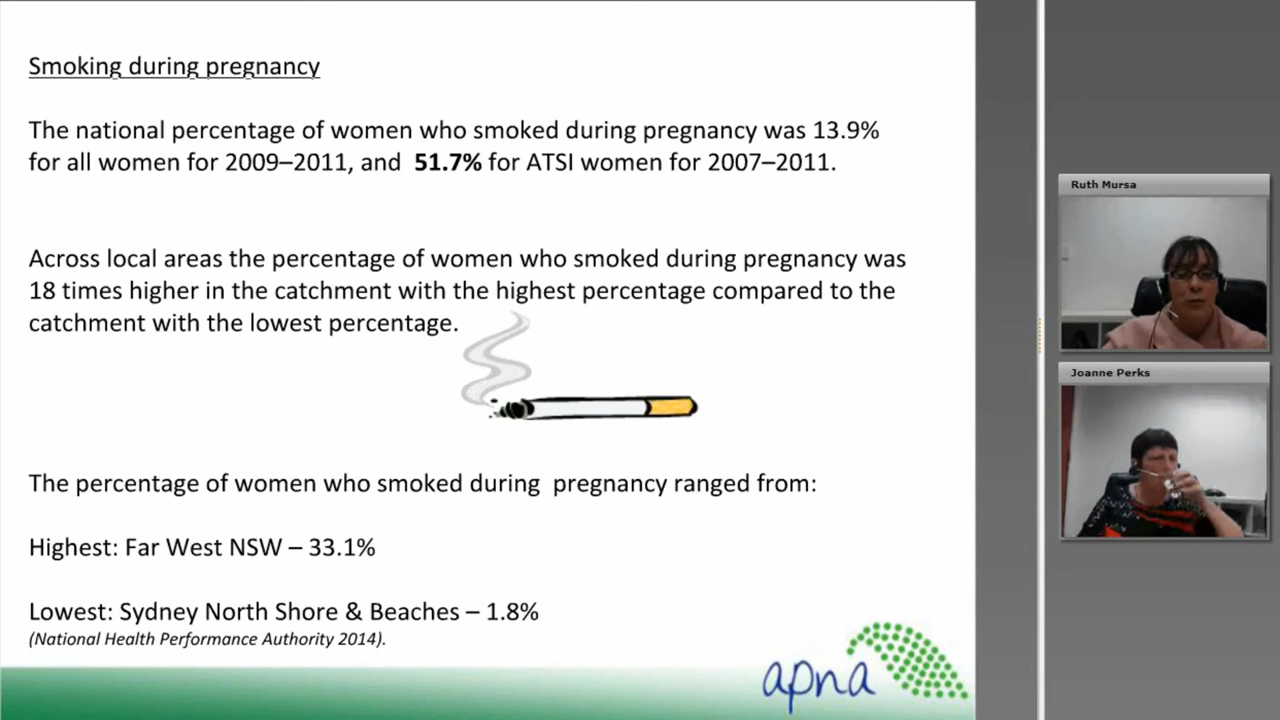 Smoking during pregnancy
The national percentage of women who smoked during pregnancy was 13.9%
for all women for 2009–2011, and  51.7% for ATSI women for 2007–2011.
Across local areas the percentage of women who smoked during pregnancy was
18 times higher in the catchment with the highest percentage compared to the
catchment with the lowest percentage.
The percentage of women who smoked during  pregnancy ranged from:
Highest: Far West NSW – 33.1%
Lowest: Sydney North Shore & Beaches – 1.8%
(National Health Performance Authority 2014).
apna
Ruth Mursa
Joanne Perks